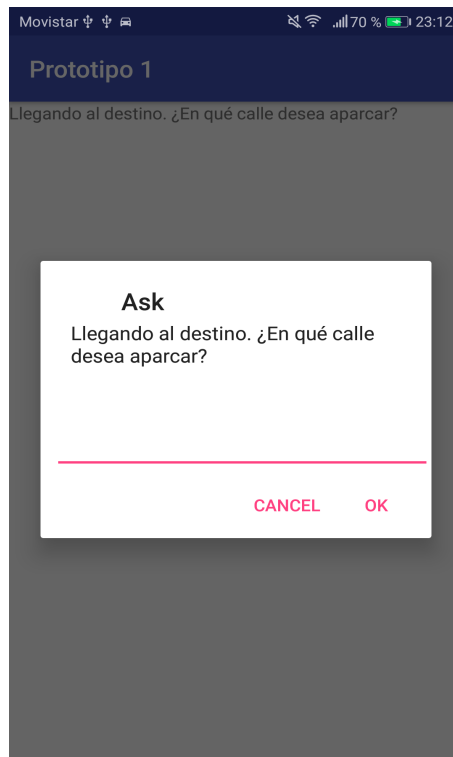 Movistar 70 % 23:12
Prototipo 1
Llegando al destino. ¿En qué calle desea aparcar?
Ask
Llegando al destino. ¿En qué calle
desea aparcar?
CANCEL OK